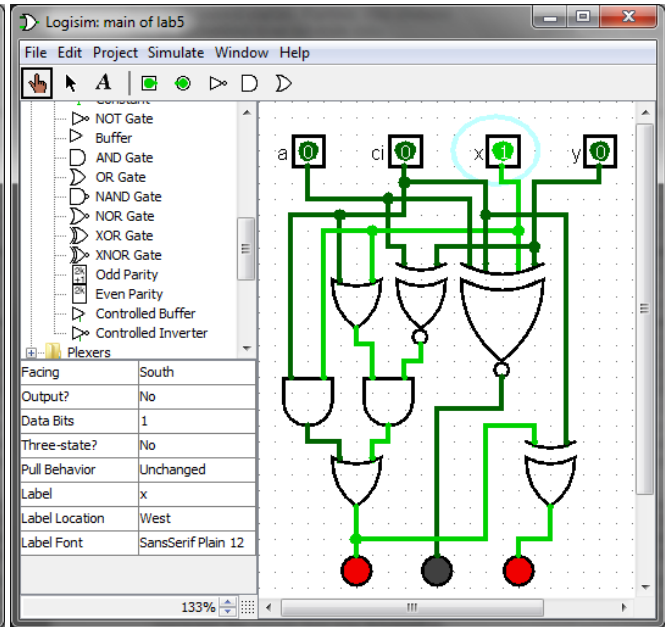 Logisim: main of lab5
File Edit Project Simulate Window Help
A
Constant
NOT Gate
Buffer
AND Gate
OR Gate
NAND Gate
NOR Gate
XOR Gate
XNOR Gate
Odd Parity
Even Parity
Controlled Buffer
Controlled Inverter
Plexers
Facing South
Output? No
Data Bits 1
Three-state? No
Pull Behavior Unchanged
Label x
Label Location West
Label Font SansSerif Plain 12
133%
a 0 ci 0 x 1 y 0